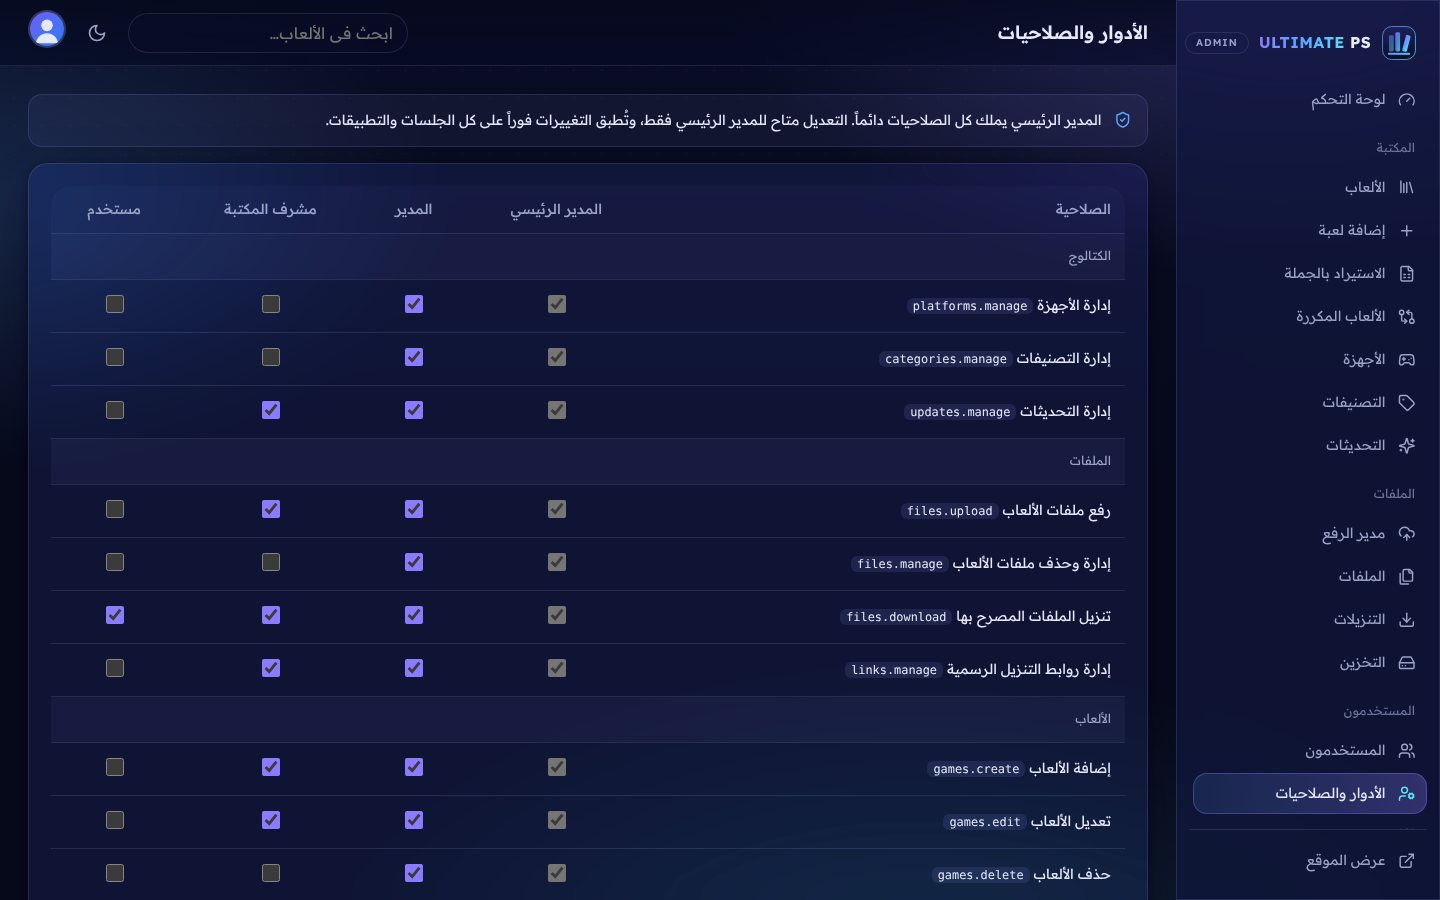 ULTIMATE PS ADMIN
لوحة التحكم
المكتبة
الألعاب
إضافة لعبة
الاستيراد بالجملة
الألعاب المكررة
الأجهزة
التصنيفات
التحديثات
الملفات
مدير الرفع
الملفات
التنزيلات
التخزين
المستخدمون
المستخدمون
الأدوار والصلاحيات
عرض الموقع
الأدوار والصلاحيات
ابحث في الألعاب...
المدير الرئيسي يملك كل الصلاحيات دائماً. التعديل متاح للمدير الرئيسي فقط، وتُطبق التغييرات فوراً على كل الجلسات والتطبيقات.
الصلاحية المدير الرئيسي المدير مشرف المكتبة مستخدم
الكتالوج
إدارة الأجهزة platforms.manage
إدارة التصنيفات categories.manage
إدارة التحديثات updates.manage
الملفات
رفع ملفات الألعاب files.upload
إدارة وحذف ملفات الألعاب files.manage
تنزيل الملفات المصرح بها files.download
إدارة روابط التنزيل الرسمية links.manage
الألعاب
إضافة الألعاب games.create
تعديل الألعاب games.edit
حذف الألعاب games.delete